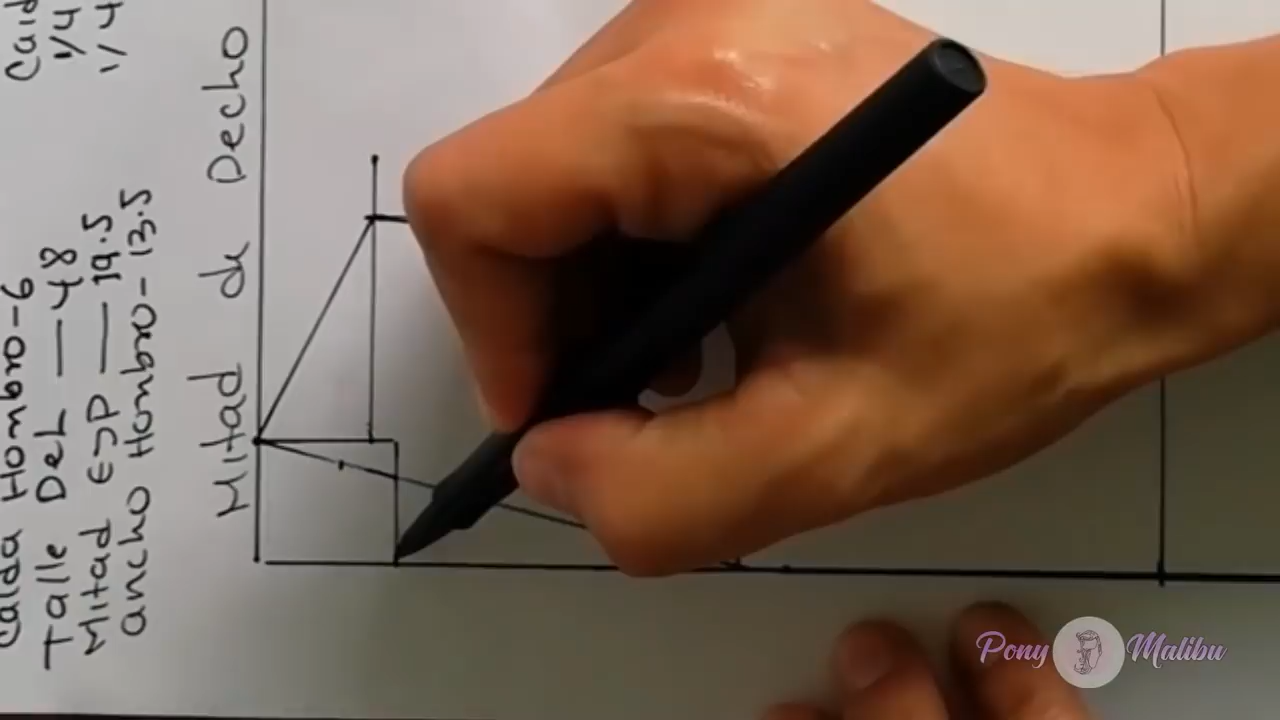 Caida Hombro-6
Talle Del — 48
Mitad ESP — 19.5
ancho Hombro-13.5
Caid
1/4
1/4
Mitad de Pecho
Pony Malibu